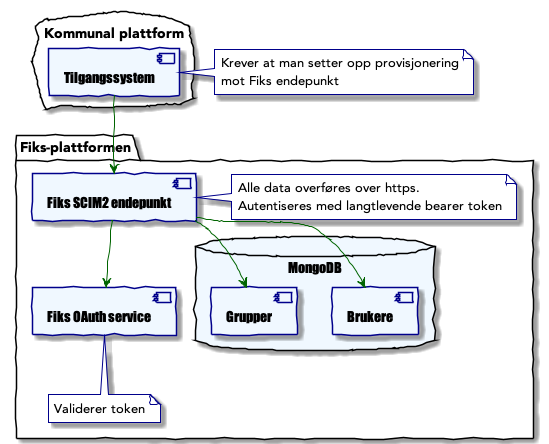 Kommunal plattform
Tilgangssystem
Krever at man setter opp provisjonering
mot Fiks endepunkt
Fiks-plattformen
Fiks SCIM2 endepunkt
Alle data overføres over https.
Autentiseres med langtlevende bearer token
MongoDB
Fiks OAuth service
Grupper
Brukere
Validerer token